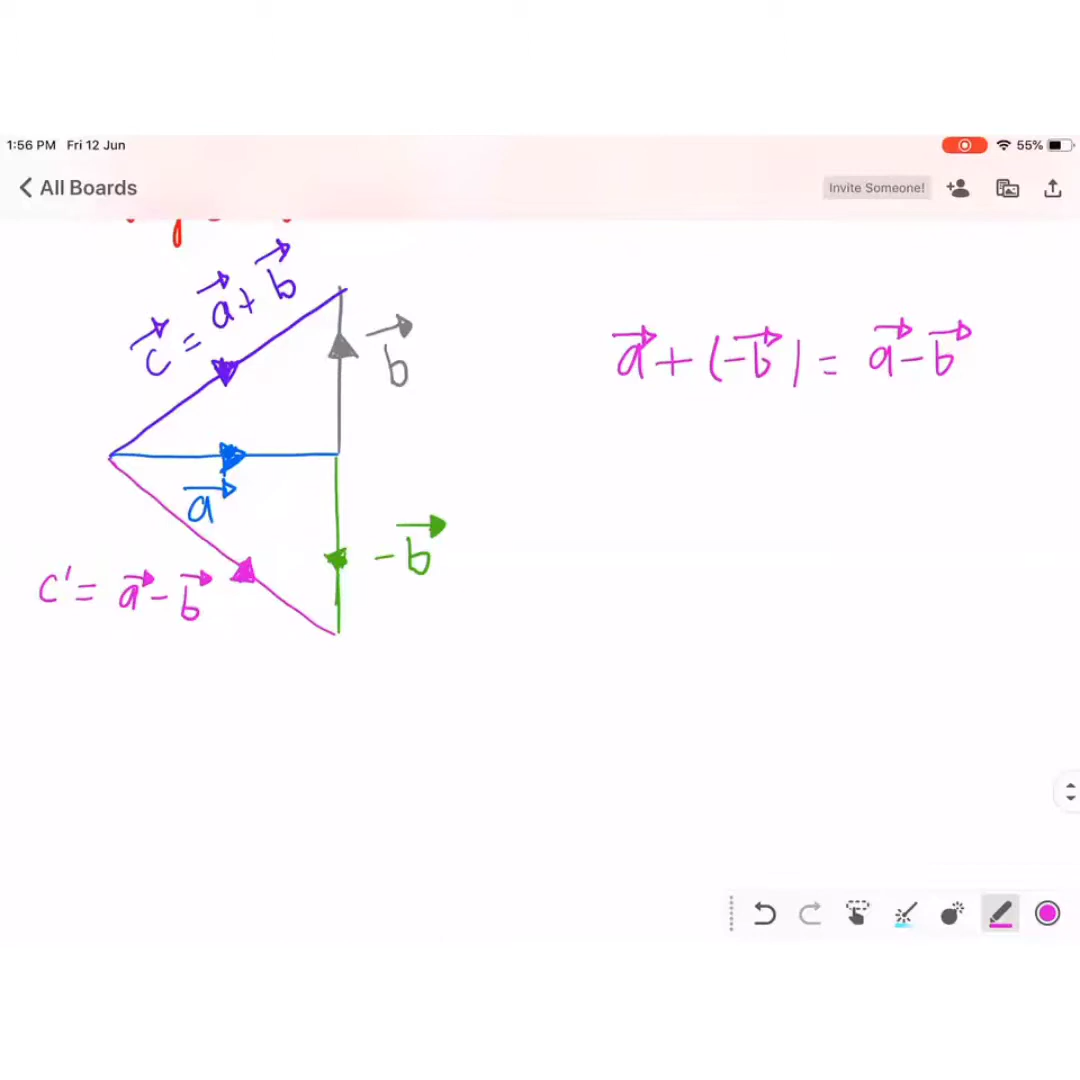 1:56 PM Fri 12 Jun
55%
All Boards
Invite Someone!
c⃗ = a⃗ + b⃗
b⃗
a⃗ + (-b⃗) = a⃗ - b⃗
a⃗
-b⃗
c' = a⃗ - b⃗